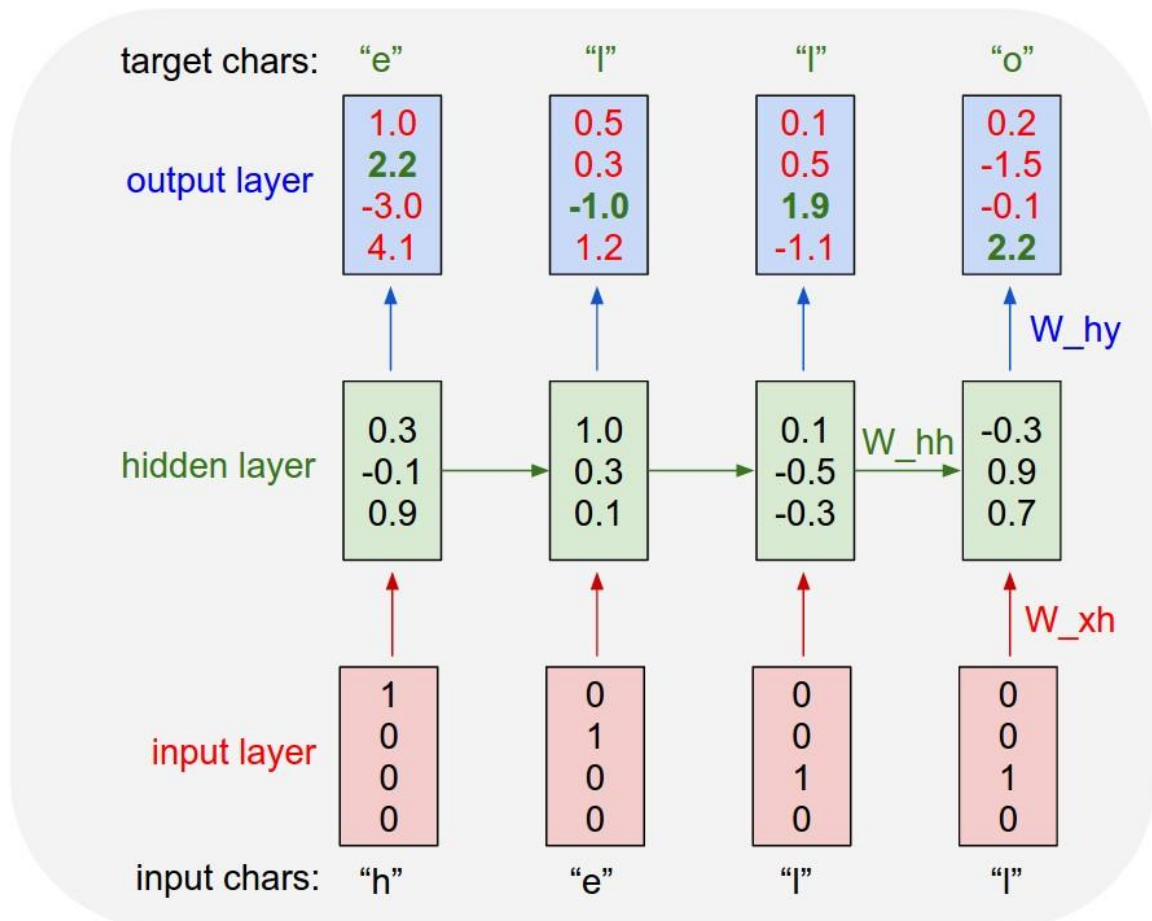 target chars: “e” “l” “l” “o”
1.0 0.5 0.1 0.2
2.2 0.3 0.5 -1.5
output layer
-3.0 -1.0 1.9 -0.1
4.1 1.2 -1.1 2.2
W_hy
0.3 1.0 0.1 -0.3
W_hh
hidden layer -0.1 0.3 -0.5 0.9
0.9 0.1 -0.3 0.7
W_xh
1 0 0 0
0 1 0 0
input layer
0 0 1 1
0 0 0 0
input chars: “h” “e” “l” “l”